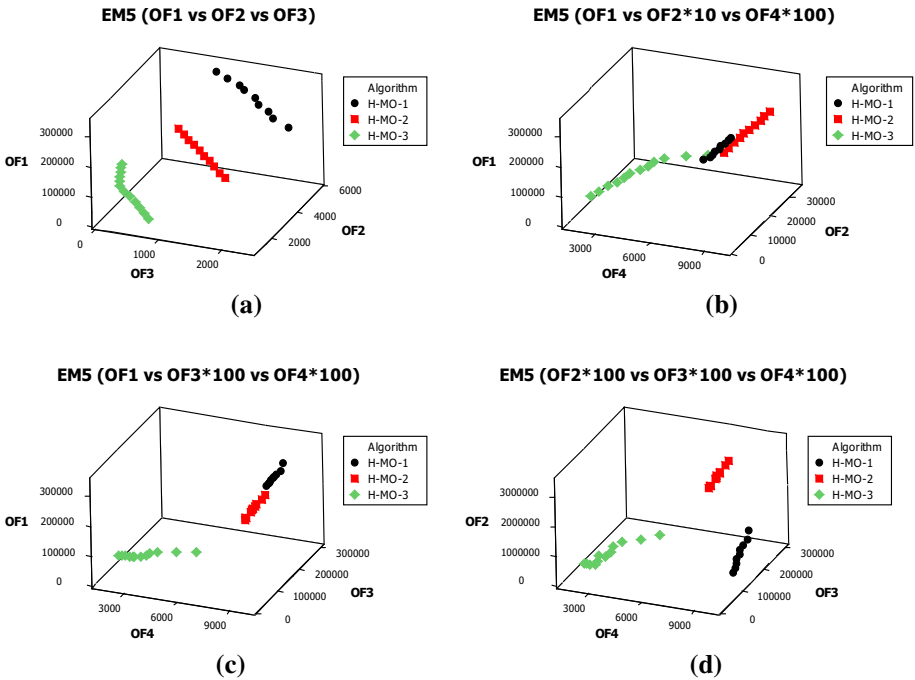 EM5 (OF1 vs OF2 vs OF3)
Algorithm
H-MO-1
H-MO-2
H-MO-3
300000
OF1
200000
100000
0
0
1000
2000
OF3
2000
4000
6000
OF2
(a)
EM5 (OF1 vs OF2*10 vs OF4*100)
Algorithm
H-MO-1
H-MO-2
H-MO-3
300000
OF1
200000
100000
0
3000
6000
9000
OF4
0
10000
20000
30000
OF2
(b)
EM5 (OF1 vs OF3*100 vs OF4*100)
Algorithm
H-MO-1
H-MO-2
H-MO-3
300000
OF1
200000
100000
0
3000
6000
9000
OF4
0
100000
200000
300000
OF3
(c)
EM5 (OF2*100 vs OF3*100 vs OF4*100)
Algorithm
H-MO-1
H-MO-2
H-MO-3
3000000
OF2
2000000
1000000
0
3000
6000
9000
OF4
0
100000
200000
300000
OF3
(d)